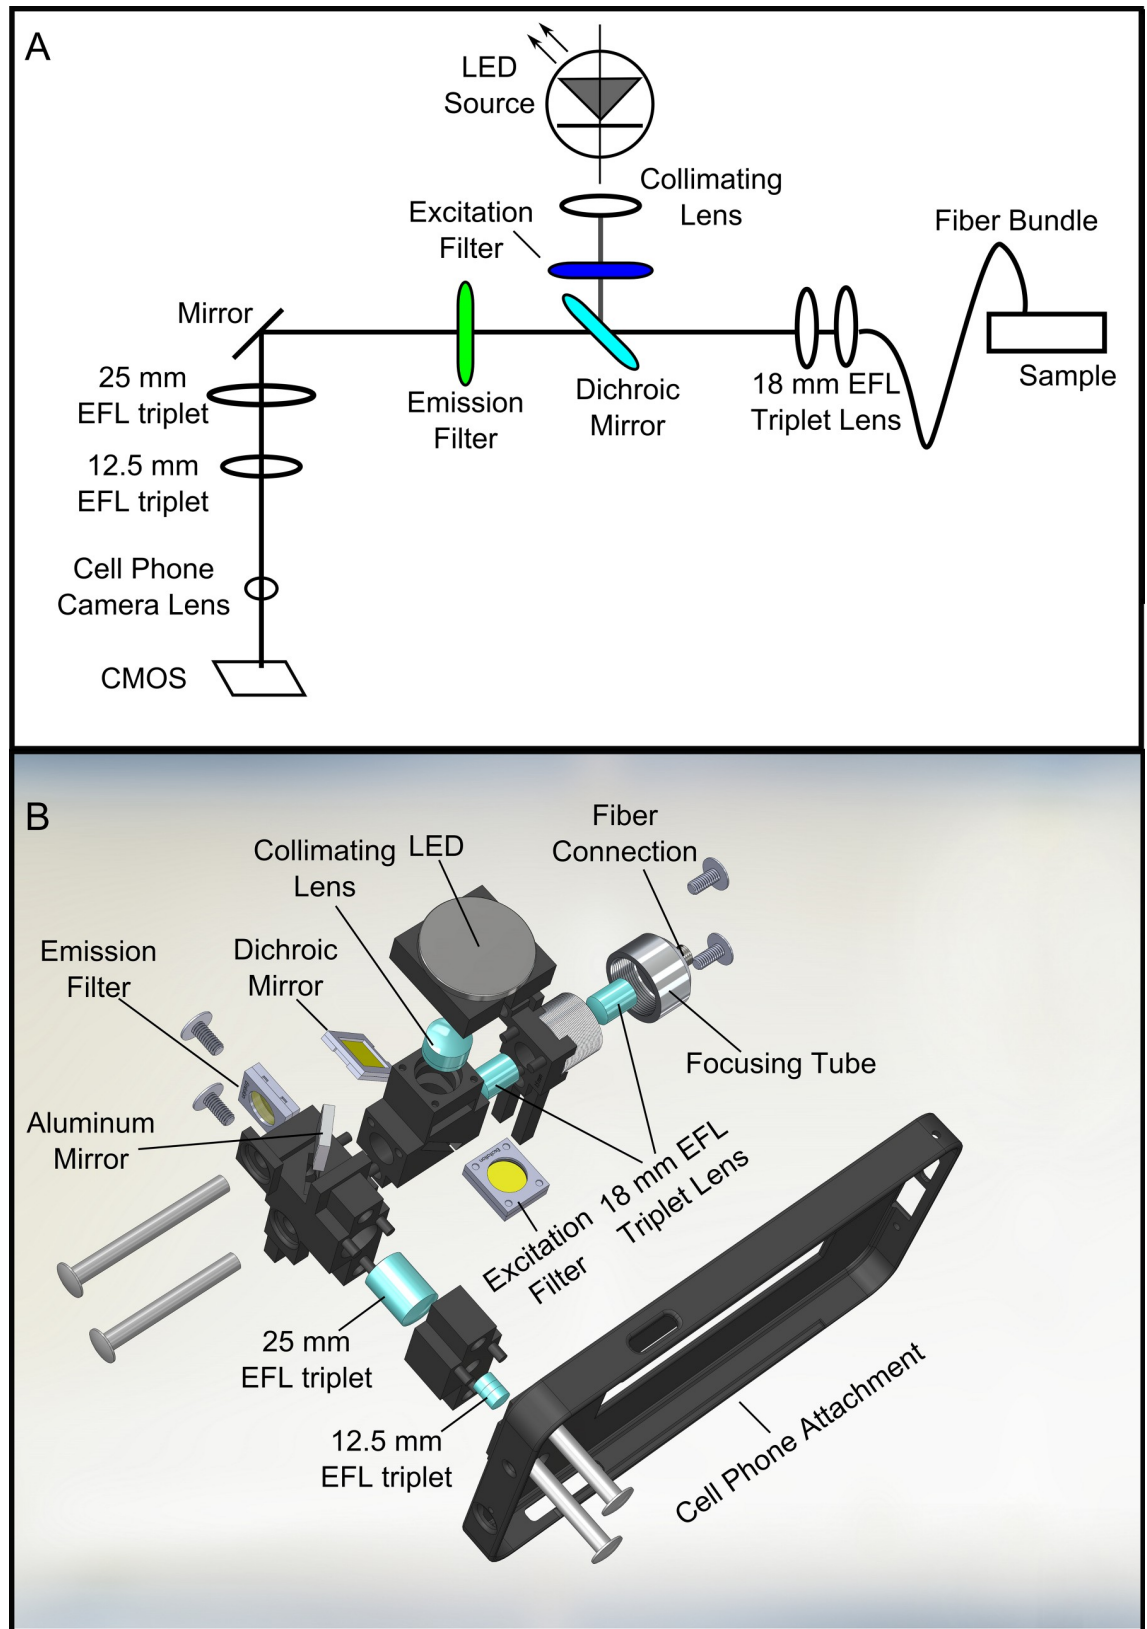 A
LED
Source
Collimating
Lens
Excitation
Filter
Fiber Bundle
Mirror
25 mm
EFL triplet
Emission
Filter
Dichroic
Mirror
18 mm EFL
Triplet Lens
Sample
12.5 mm
EFL triplet
Cell Phone
Camera Lens
CMOS
B
Fiber
Connection
Collimating
Lens
LED
Emission
Filter
Dichroic
Mirror
Focusing Tube
Aluminum
Mirror
18 mm EFL
Triplet Lens
Excitation
Filter
25 mm
EFL triplet
12.5 mm
EFL triplet
Cell Phone Attachment